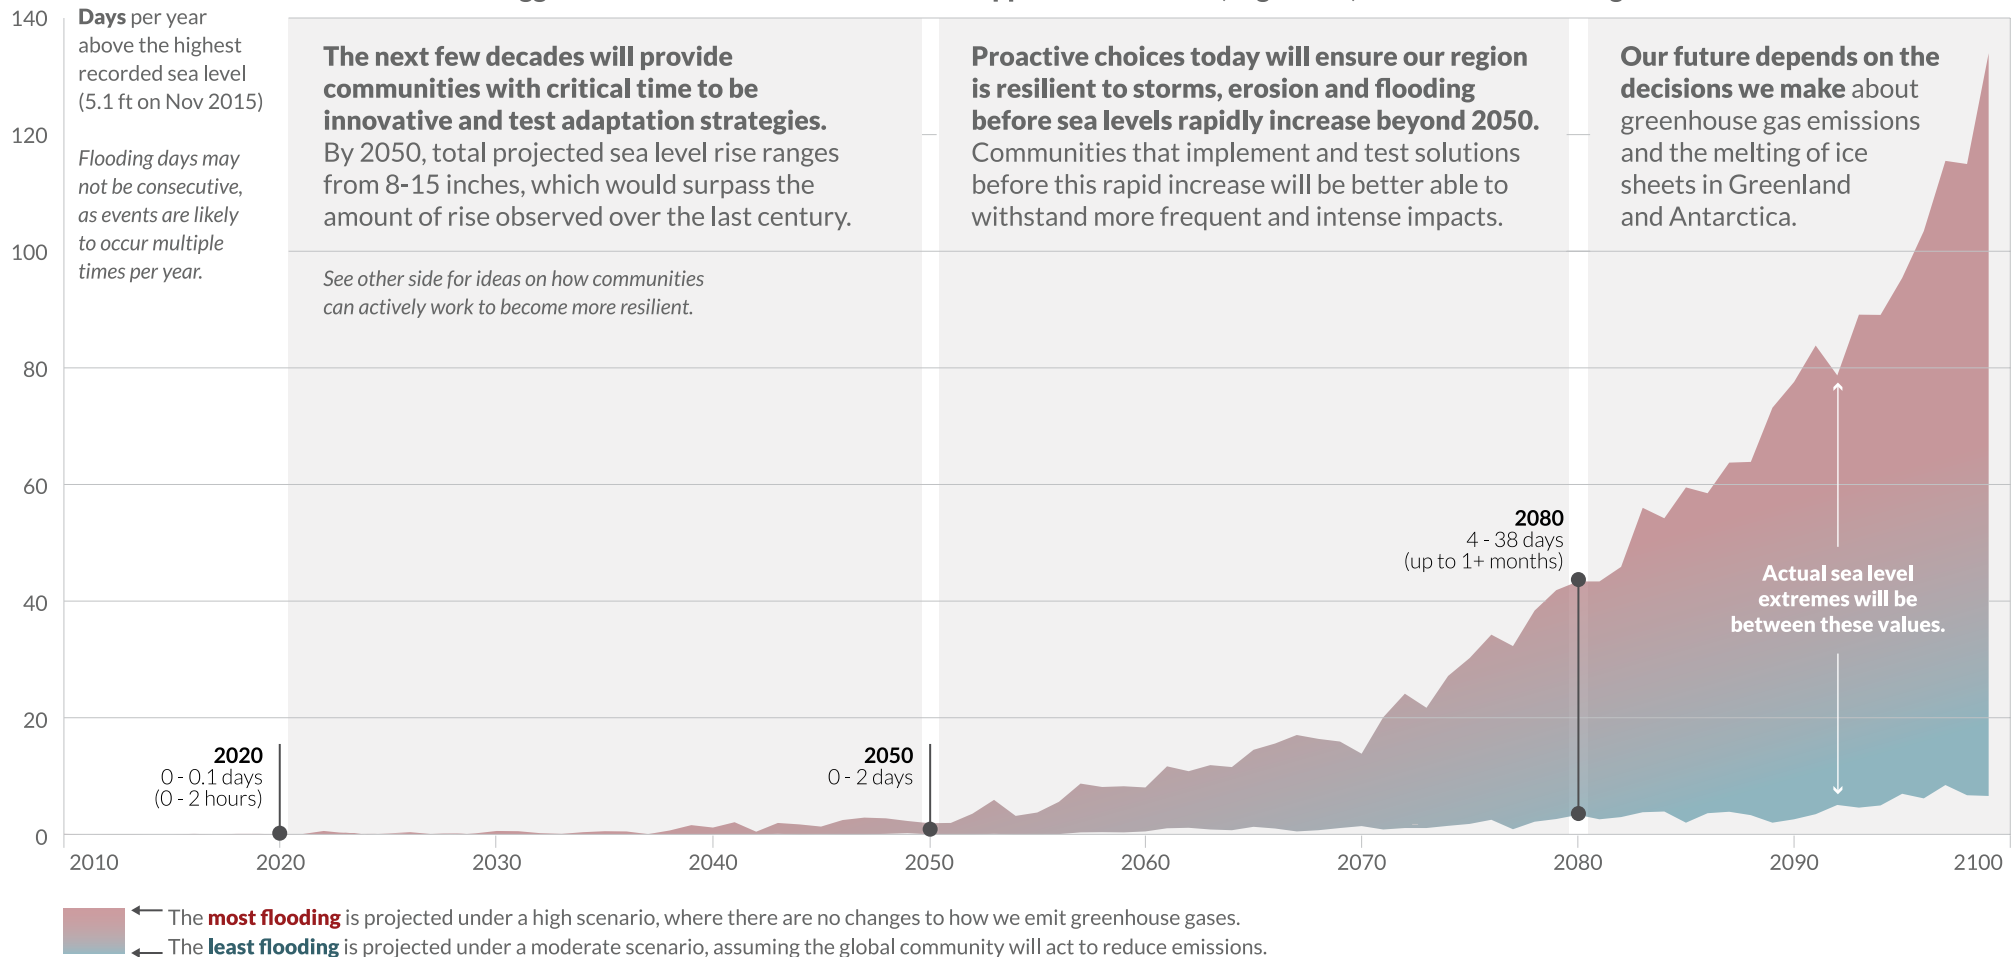 Days per year
above the highest
recorded sea level
(5.1 ft on Nov 2015)
Flooding days may
not be consecutive,
as events are likely
to occur multiple
times per year.
The next few decades will provide
communities with critical time to be
innovative and test adaptation strategies.
By 2050, total projected sea level rise ranges
from 8-15 inches, which would surpass the
amount of rise observed over the last century.
See other side for ideas on how communities
can actively work to become more resilient.
Proactive choices today will ensure our region
is resilient to storms, erosion and flooding
before sea levels rapidly increase beyond 2050.
Communities that implement and test solutions
before this rapid increase will be better able to
withstand more frequent and intense impacts.
Our future depends on the
decisions we make about
greenhouse gas emissions
and the melting of ice
sheets in Greenland
and Antarctica.
140
120
100
80
60
40
20
0
2020
0 - 0.1 days
(0 - 2 hours)
2050
0 - 2 days
2080
4 - 38 days
(up to 1+ months)
Actual sea level
extremes will be
between these values.
2010 2020 2030 2040 2050 2060 2070 2080 2090 2100
The most flooding is projected under a high scenario, where there are no changes to how we emit greenhouse gases.
The least flooding is projected under a moderate scenario, assuming the global community will act to reduce emissions.